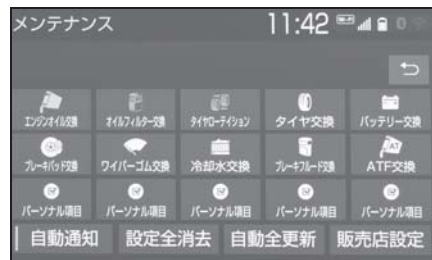 メンテナンス 11:42
エンジンオイル交換 オイルフィルター交換 タイヤローテイション タイヤ交換 バッテリー交換
ブレーキパッド交換 ワイパーゴム交換 冷却水交換 ブレーキフルード交換 ATF交換
パーソナル項目 パーソナル項目 パーソナル項目 パーソナル項目 パーソナル項目
自動通知 設定全消去 自動全更新 販売店設定